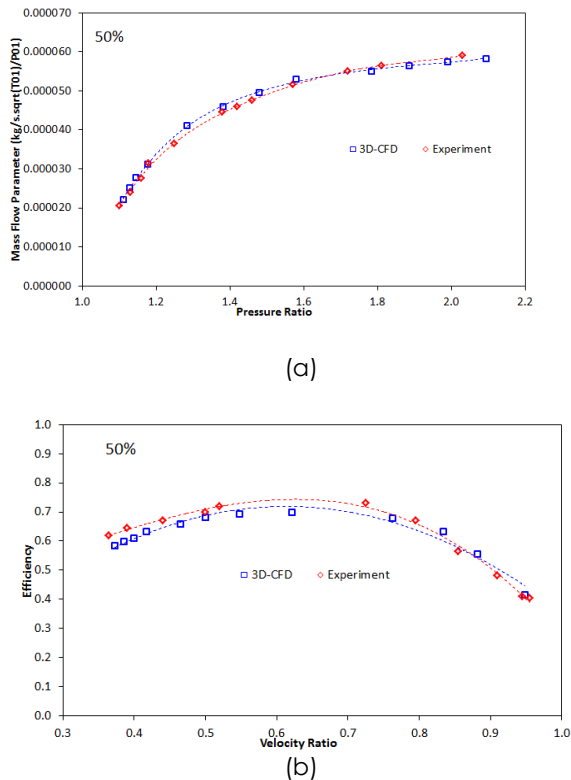 0.000070
50%
0.000060
0.000050
0.000040
0.000030
0.000020
0.000010
0.000000
Mass Flow Parameter (kg/s.sqrt(T01)/P01)
3D-CFD
Experiment
1.0 1.2 1.4 1.6 1.8 2.0 2.2
Pressure Ratio
(a)
1.0
50%
0.9
0.8
0.7
0.6
0.5
0.4
0.3
0.2
0.1
0.0
Efficiency
3D-CFD
Experiment
0.3 0.4 0.5 0.6 0.7 0.8 0.9 1.0
Velocity Ratio
(b)